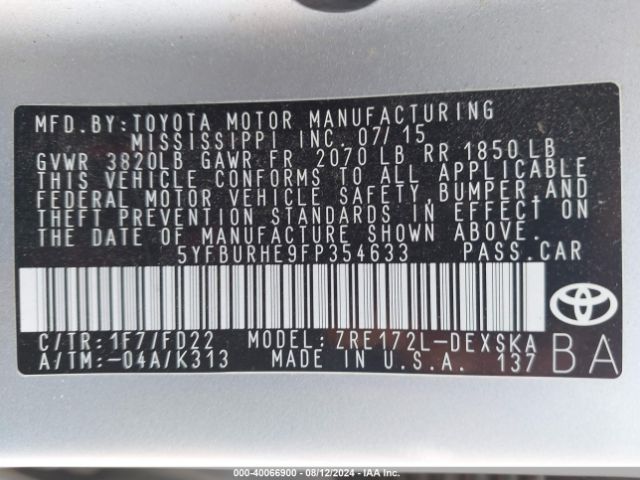 MFD.BY:TOYOTA MOTOR MANUFACTURING
MISSISSIPPI INC. 07/15
GVWR 3820LB GAWR FR 2070 LB RR 1850 LB
THIS VEHICLE CONFORMS TO ALL APPLICABLE
FEDERAL MOTOR VEHICLE SAFETY,BUMPER,AND
THEFT PREVENTION STANDARDS IN EFFECT ON
THE DATE OF MANUFACTURE SHOWN ABOVE.
5YFBURHE9FP354633 PASS.CAR
C/TR: 1F7/FD22 MODEL: ZRE172L-DEXSKA
A/TM:-04A/K313 MADE IN U.S.A. 137 BA
000-40066900 - 08/12/2024 - IAA Inc.